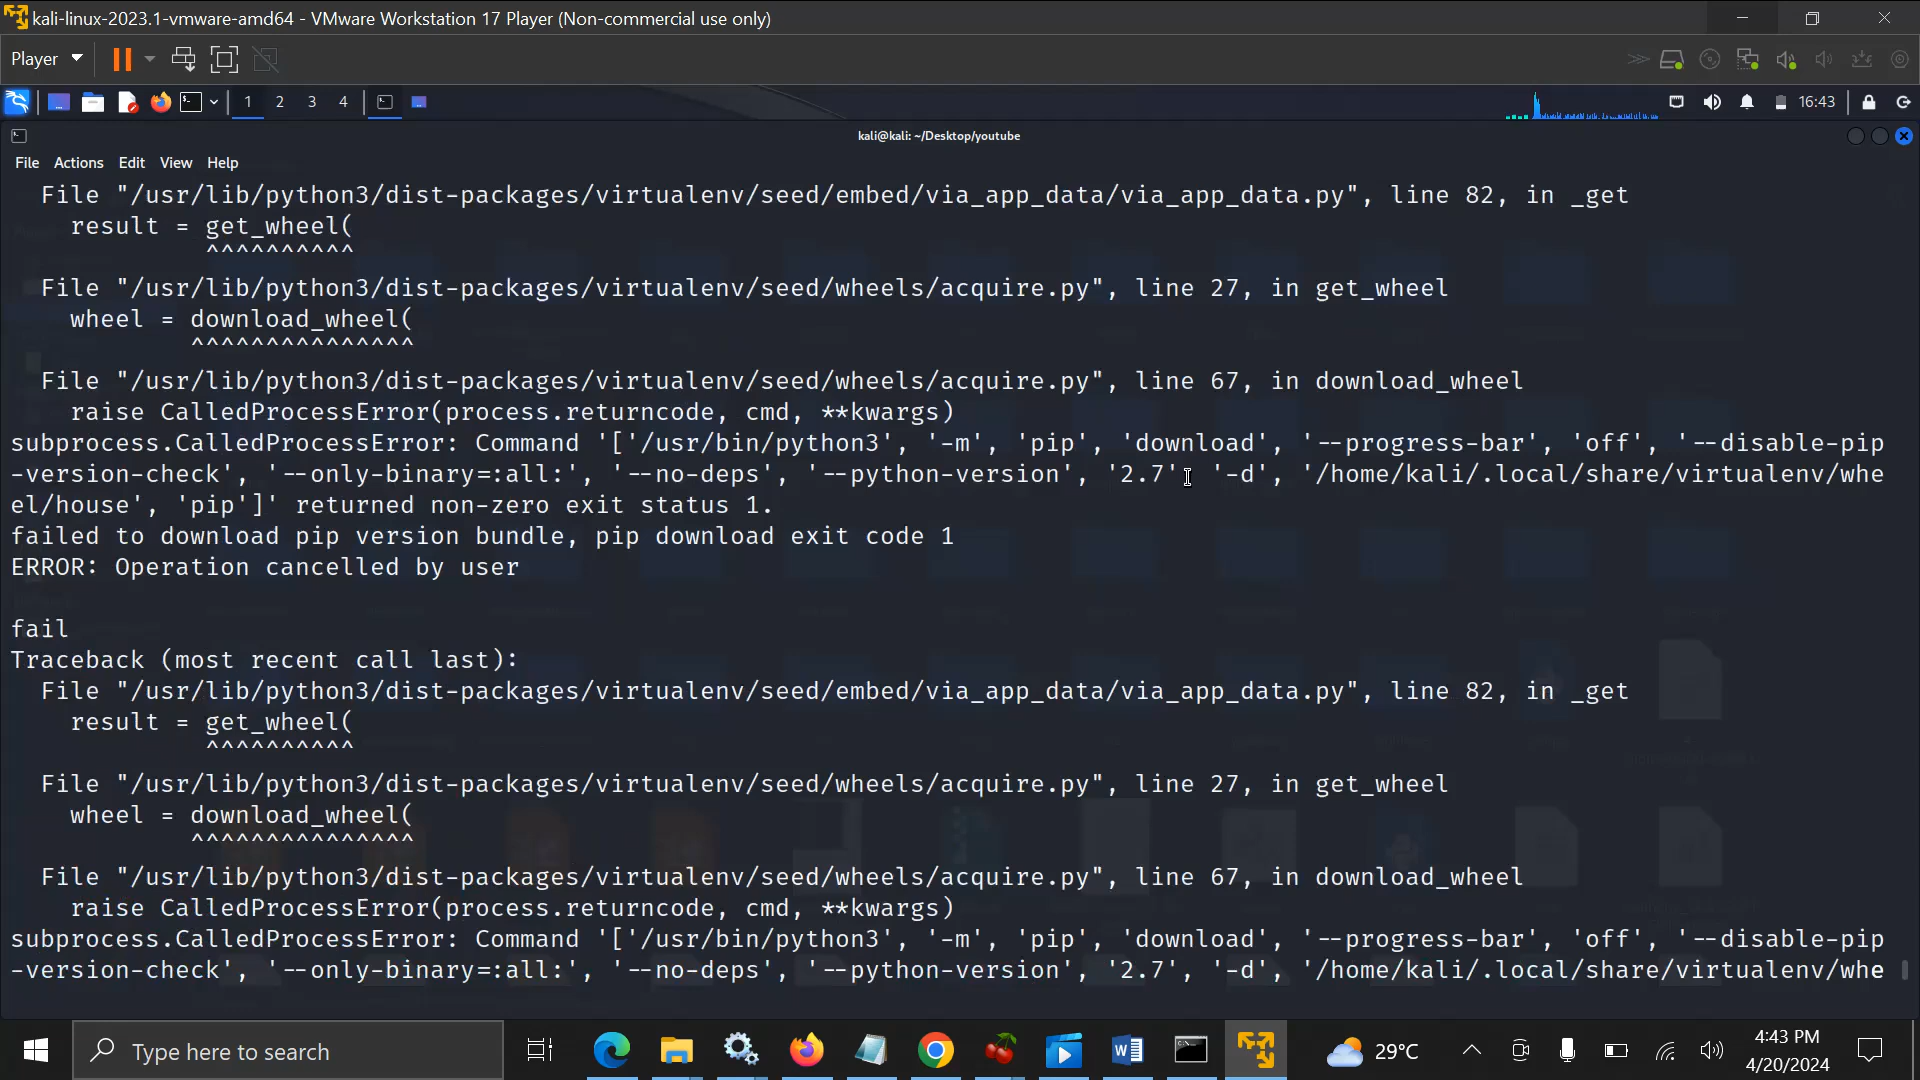 kali-linux-2023.1-vmware-amd64 - VMware Workstation 17 Player (Non-commercial use only)
Player
1 2 3 4
16:43
kali@kali: ~/Desktop/youtube
File Actions Edit View Help
File "/usr/lib/python3/dist-packages/virtualenv/seed/embed/via_app_data/via_app_data.py", line 82, in _get
result = get_wheel(
^^^^^^^^^^
File "/usr/lib/python3/dist-packages/virtualenv/seed/wheels/acquire.py", line 27, in get_wheel
wheel = download_wheel(
^^^^^^^^^^^^^^^
File "/usr/lib/python3/dist-packages/virtualenv/seed/wheels/acquire.py", line 67, in download_wheel
raise CalledProcessError(process.returncode, cmd, **kwargs)
subprocess.CalledProcessError: Command '['/usr/bin/python3', '-m', 'pip', 'download', '--progress-bar', 'off', '--disable-pip
-version-check', '--only-binary=:all:', '--no-deps', '--python-version', '2.7', '-d', '/home/kali/.local/share/virtualenv/whe
el/house', 'pip']' returned non-zero exit status 1.
failed to download pip version bundle, pip download exit code 1
ERROR: Operation cancelled by user
fail
Traceback (most recent call last):
File "/usr/lib/python3/dist-packages/virtualenv/seed/embed/via_app_data/via_app_data.py", line 82, in _get
result = get_wheel(
^^^^^^^^^^
File "/usr/lib/python3/dist-packages/virtualenv/seed/wheels/acquire.py", line 27, in get_wheel
wheel = download_wheel(
^^^^^^^^^^^^^^^
File "/usr/lib/python3/dist-packages/virtualenv/seed/wheels/acquire.py", line 67, in download_wheel
raise CalledProcessError(process.returncode, cmd, **kwargs)
subprocess.CalledProcessError: Command '['/usr/bin/python3', '-m', 'pip', 'download', '--progress-bar', 'off', '--disable-pip
-version-check', '--only-binary=:all:', '--no-deps', '--python-version', '2.7', '-d', '/home/kali/.local/share/virtualenv/whe
Type here to search
29°C
4:43 PM
4/20/2024